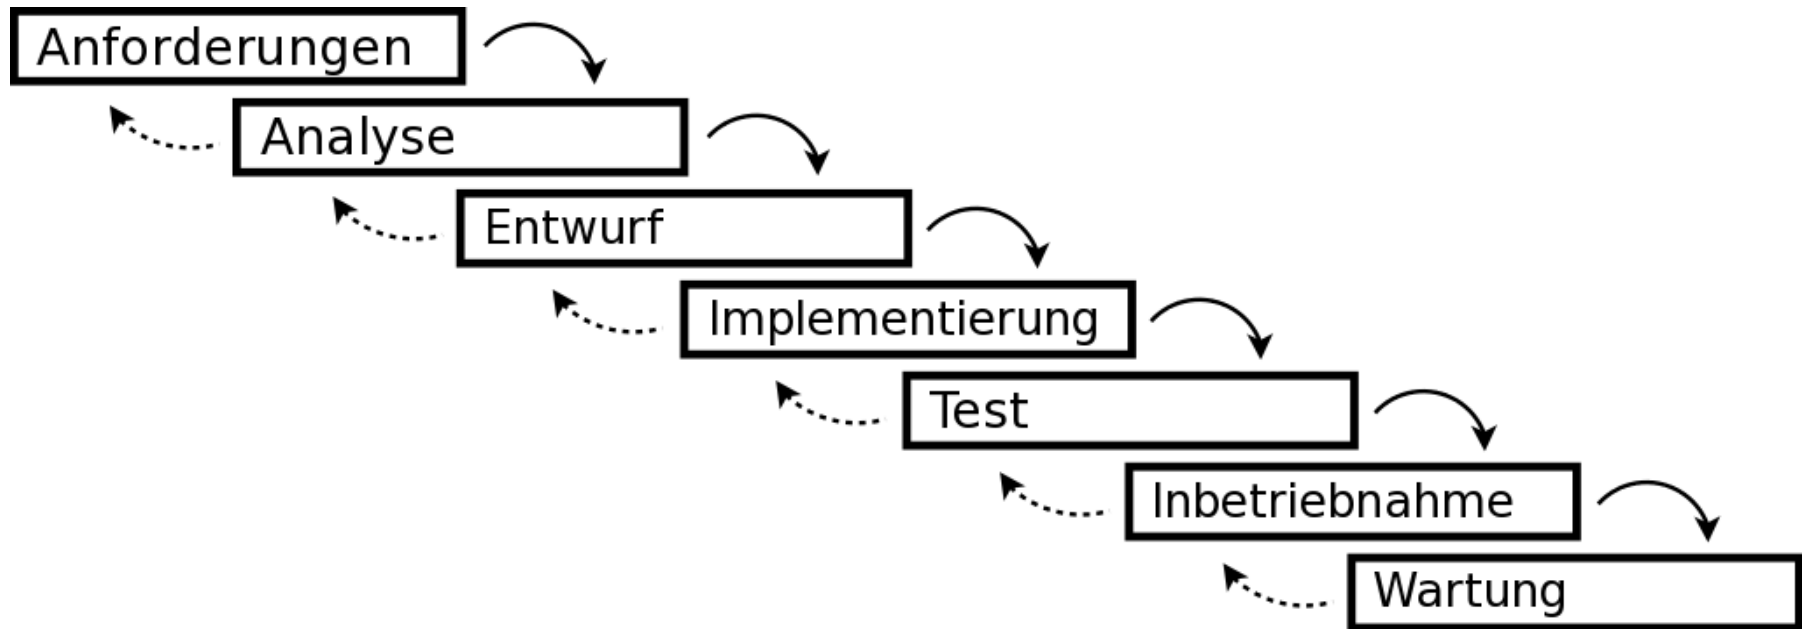 Anforderungen
Analyse
Entwurf
Implementierung
Test
Inbetriebnahme
Wartung